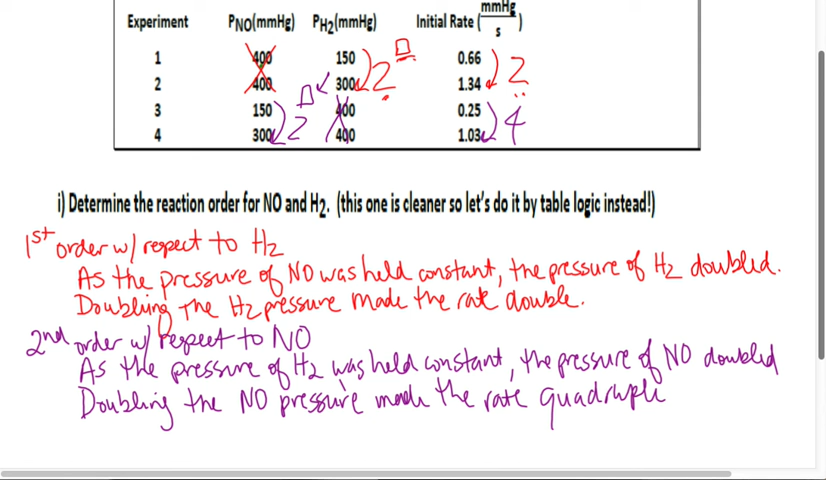 mmHg
Experiment PNO(mmHg) PH2(mmHg) Initial Rate ( s )
1 400 150 0.66
2 400 300 1.34
3 150 400 0.25
4 300 400 1.03
2 2
2 4
i) Determine the reaction order for NO and H2. (this one is cleaner so let's do it by table logic instead!)
1st order w/ respect to H2
As the pressure of NO was held constant, the pressure of H2 doubled.
Doubling the H2 pressure made the rate double.
2nd order w/ respect to NO
As the pressure of H2 was held constant, the pressure of NO doubled
Doubling the NO pressure made the rate quadruple